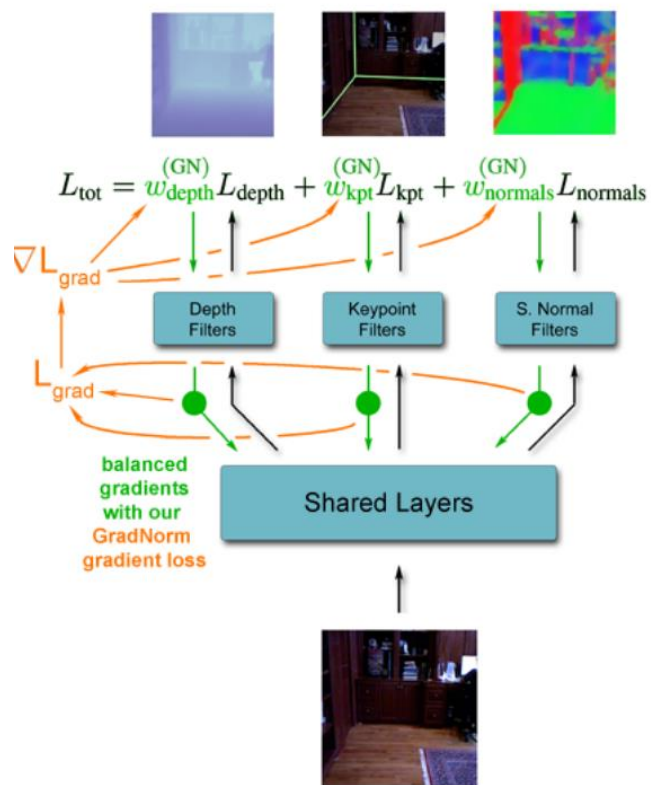 L_tot = w_depth^(GN) L_depth + w_kpt^(GN) L_kpt + w_normals^(GN) L_normals
∇L_grad
Depth
Filters
Keypoint
Filters
S. Normal
Filters
L_grad
balanced
gradients
with our
GradNorm
gradient loss
Shared Layers